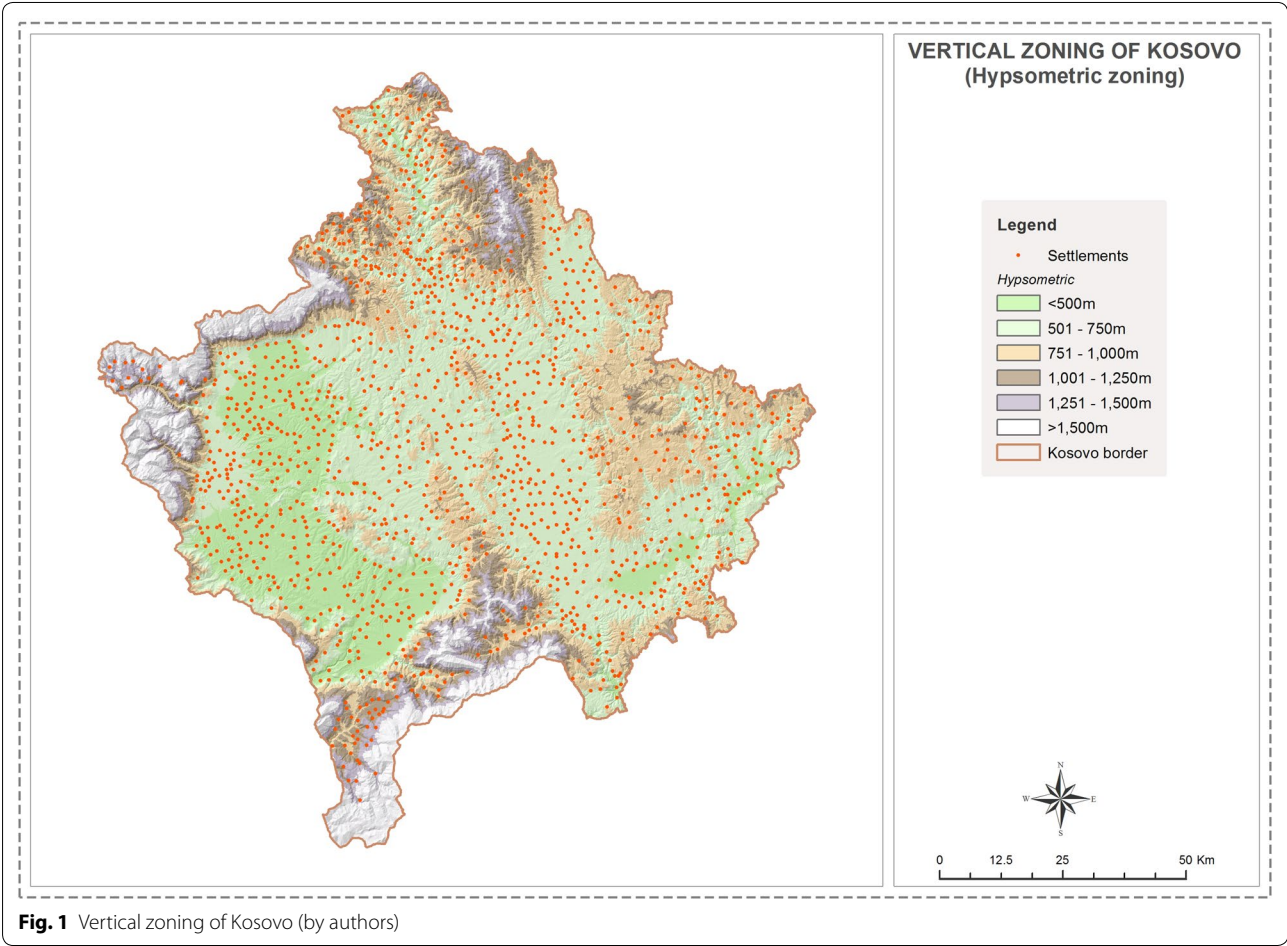 VERTICAL ZONING OF KOSOVO
(Hypsometric zoning)
Legend
Settlements
Hypsometric
<500m
501 - 750m
751 - 1,000m
1,001 - 1,250m
1,251 - 1,500m
>1,500m
Kosovo border
N
W E
S
0 12.5 25 50 Km
Fig. 1 Vertical zoning of Kosovo (by authors)